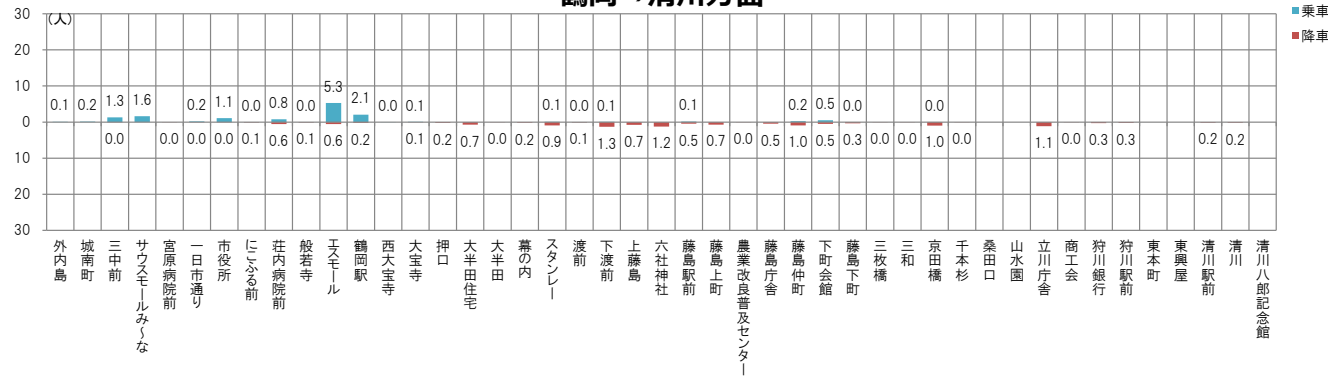 鶴岡→清川方面
(人)
乗車
降車
30
20
10
0
10
20
30
0.1 0.2 1.3 1.6 0.2 1.1 0.0 0.8 0.0 5.3 2.1 0.0 0.1 0.1 0.0 0.1 0.1 0.2 0.5 0.0 0.0
0.0 0.0 0.0 0.0 0.1 0.6 0.1 0.6 0.2 0.1 0.2 0.7 0.0 0.2 0.9 0.1 1.3 0.7 1.2 0.5 0.7 0.0 0.5 1.0 0.5 0.3 0.0 0.0 1.0 0.0 1.1 0.0 0.3 0.3 0.2 0.2
外内島
城南町
三中前
サウスモールみ～な
宮原病院前
一日市通り
市役所
にこふる前
荘内病院前
般若寺
エスモール
鶴岡駅
西大宝寺
大宝寺
押口
大半田住宅
大半田
幕の内
スタンレー
渡前
下渡前
上藤島
六社神社
藤島駅前
藤島上町
農業改良普及センター
藤島庁舎
藤島仲町
下町会館
藤島下町
三枚橋
三和
京田橋
千本杉
桑田口
山水園
立川庁舎
商工会
狩川銀行
狩川駅前
東本町
東興屋
清川駅前
清川
清川八郎記念館